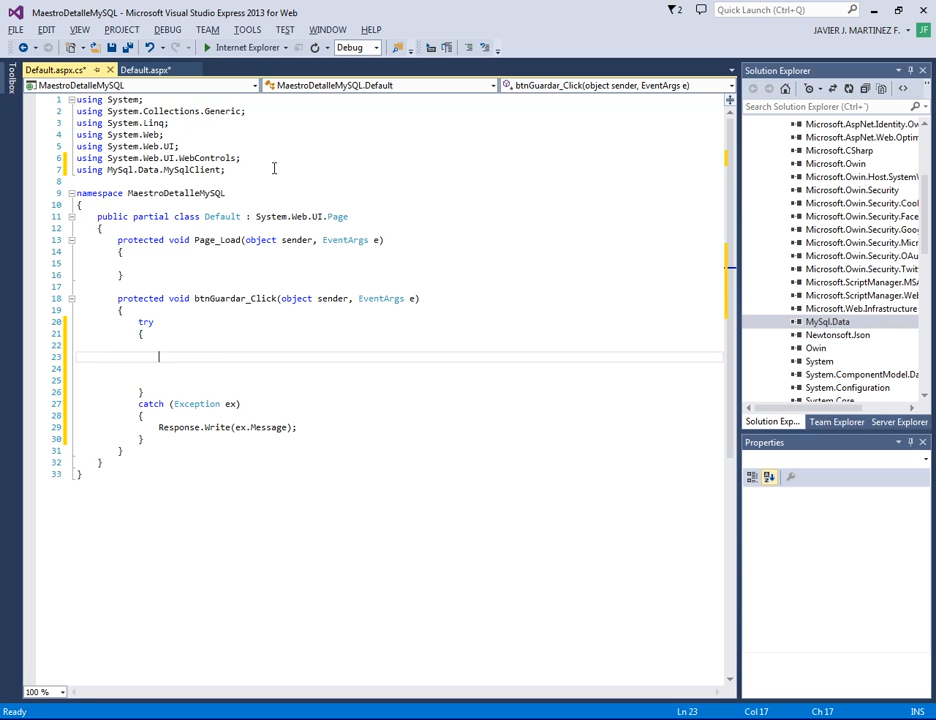 MaestroDetalleMySQL - Microsoft Visual Studio Express 2013 for Web
2
Quick Launch (Ctrl+Q)
FILE EDIT VIEW PROJECT DEBUG TEAM TOOLS TEST WINDOW HELP
JAVIER J. MARTINEZ F. JF
Internet Explorer
Debug
Toolbox
Default.aspx.cs*
Default.aspx*
MaestroDetalleMySQL
MaestroDetalleMySQL.Default
btnGuardar_Click(object sender, EventArgs e)
1 using System;
2 using System.Collections.Generic;
3 using System.Linq;
4 using System.Web;
5 using System.Web.UI;
6 using System.Web.UI.WebControls;
7 using MySql.Data.MySqlClient;
8
9 namespace MaestroDetalleMySQL
10 {
11 public partial class Default : System.Web.UI.Page
12 {
13 protected void Page_Load(object sender, EventArgs e)
14 {
15
16 }
17
18 protected void btnGuardar_Click(object sender, EventArgs e)
19 {
20 try
21 {
22
23
24
25
26 }
27 catch (Exception ex)
28 {
29 Response.Write(ex.Message);
30 }
31 }
32 }
33 }
100 %
Solution Explorer
Search Solution Explorer (Ctrl+´)
Microsoft.AspNet.Identity.Ow
Microsoft.AspNet.Web.Optim
Microsoft.CSharp
Microsoft.Owin
Microsoft.Owin.Host.System
Microsoft.Owin.Security
Microsoft.Owin.Security.Cook
Microsoft.Owin.Security.Face
Microsoft.Owin.Security.Goo
Microsoft.Owin.Security.Micr
Microsoft.Owin.Security.OAu
Microsoft.Owin.Security.Twitt
Microsoft.ScriptManager.MSA
Microsoft.ScriptManager.Web
Microsoft.Web.Infrastructure
MySql.Data
Newtonsoft.Json
Owin
System
System.ComponentModel.Da
System.Configuration
System.Core
Solution Exp...
Team Explorer
Server Explorer
Properties
Ready
Ln 23
Col 17
Ch 17
INS